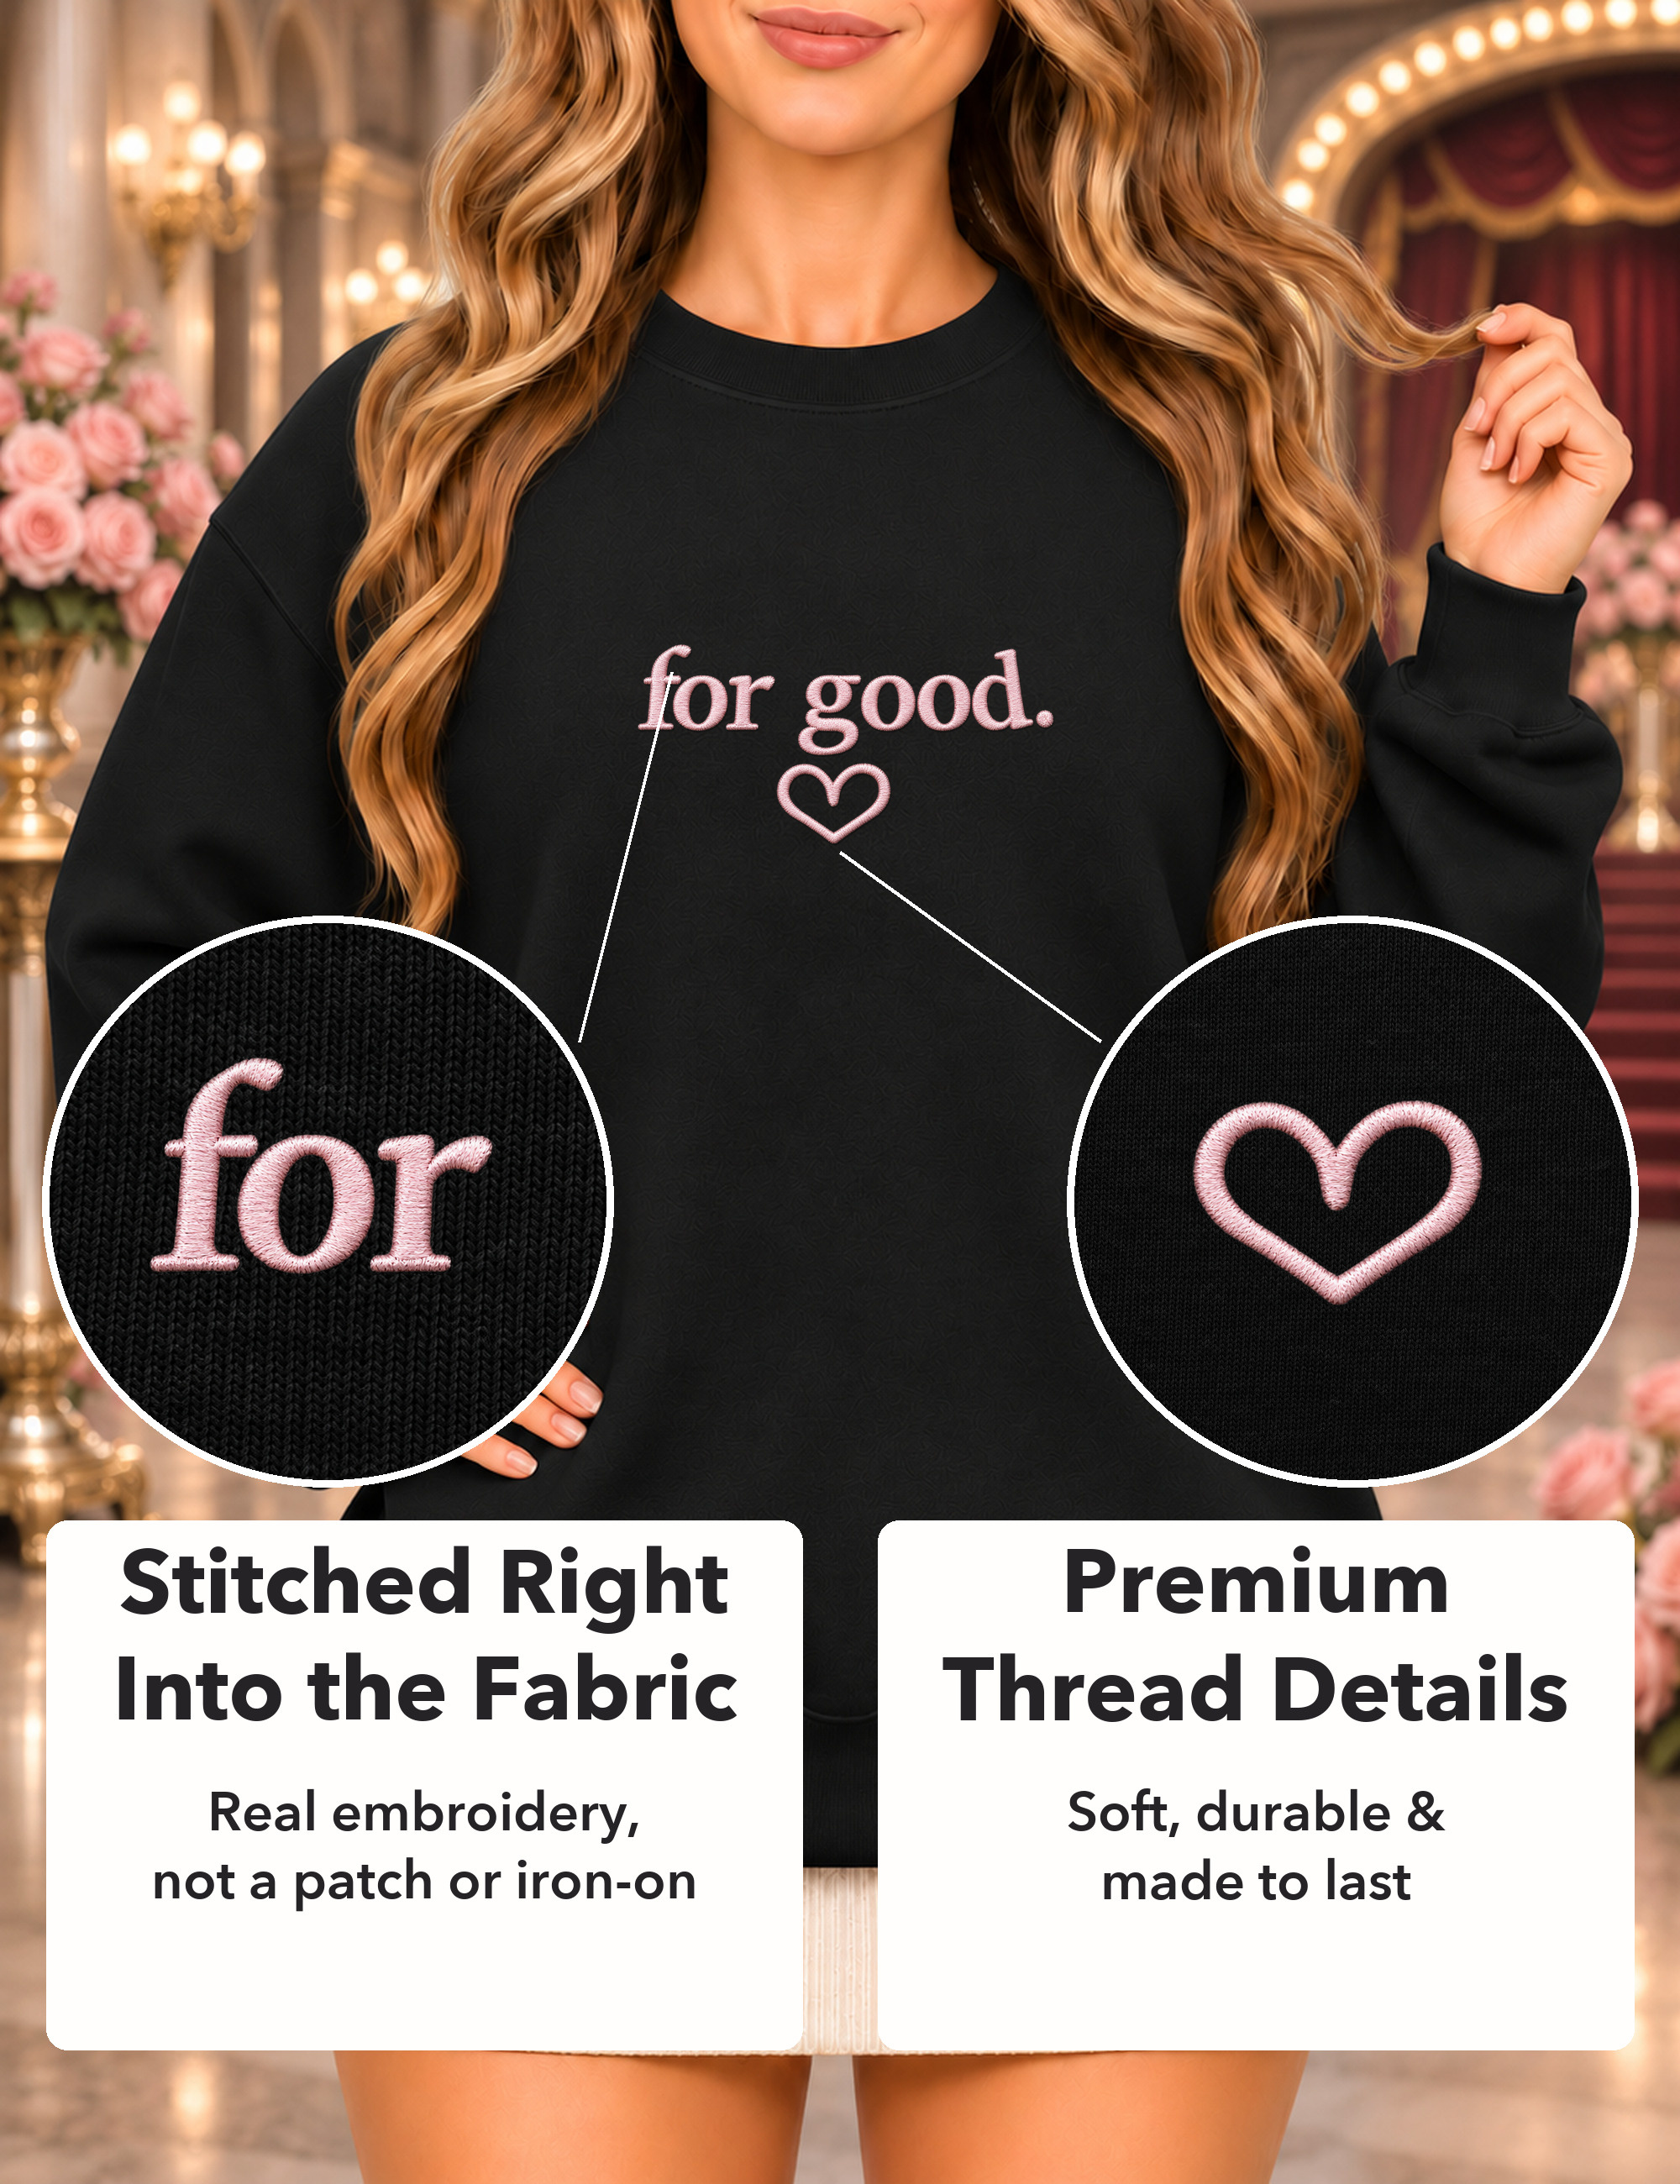 for good.
for
Stitched Right
Into the Fabric
Real embroidery,
not a patch or iron-on
Premium
Thread Details
Soft, durable &
made to last